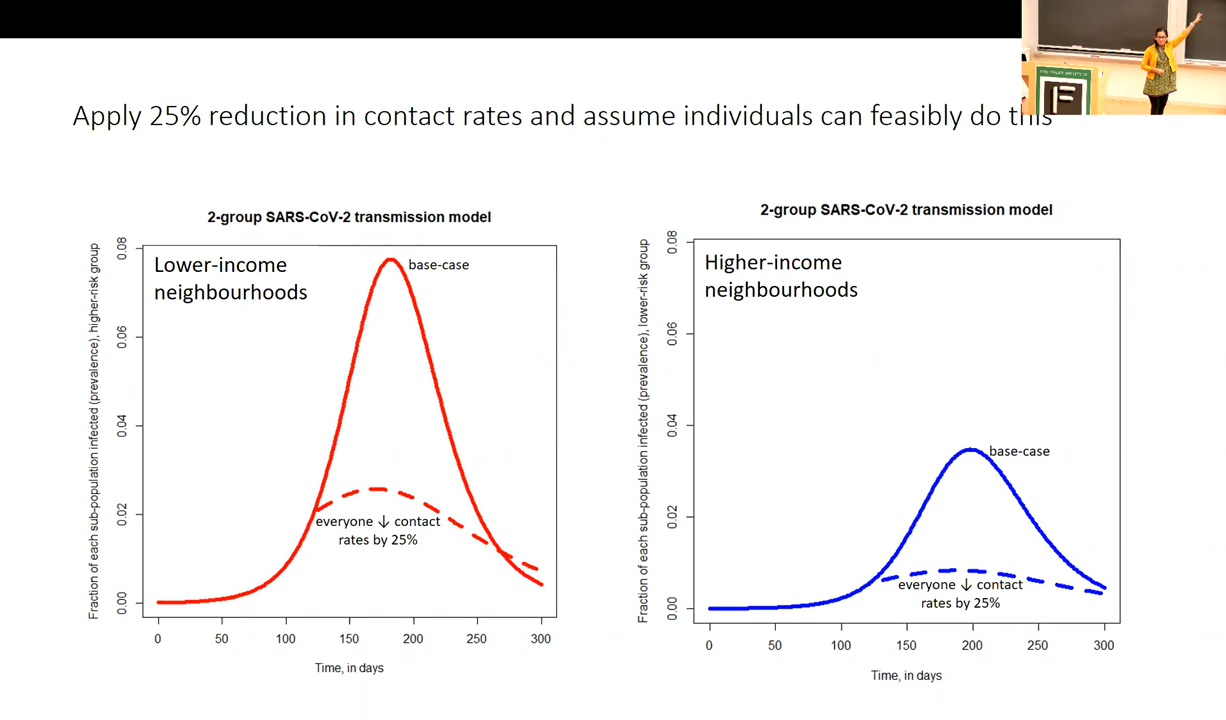 Apply 25% reduction in contact rates and assume individuals can feasibly do this
2-group SARS-CoV-2 transmission model
Lower-income
neighbourhoods
base-case
everyone ↓ contact
rates by 25%
Fraction of each sub-population infected (prevalence), higher-risk group
0.08
0.06
0.04
0.02
0.00
0
50
100
150
200
250
300
Time, in days
2-group SARS-CoV-2 transmission model
Higher-income
neighbourhoods
base-case
everyone ↓ contact
rates by 25%
Fraction of each sub-population infected (prevalence), lower-risk group
0.08
0.06
0.04
0.02
0.00
0
50
100
150
200
250
300
Time, in days